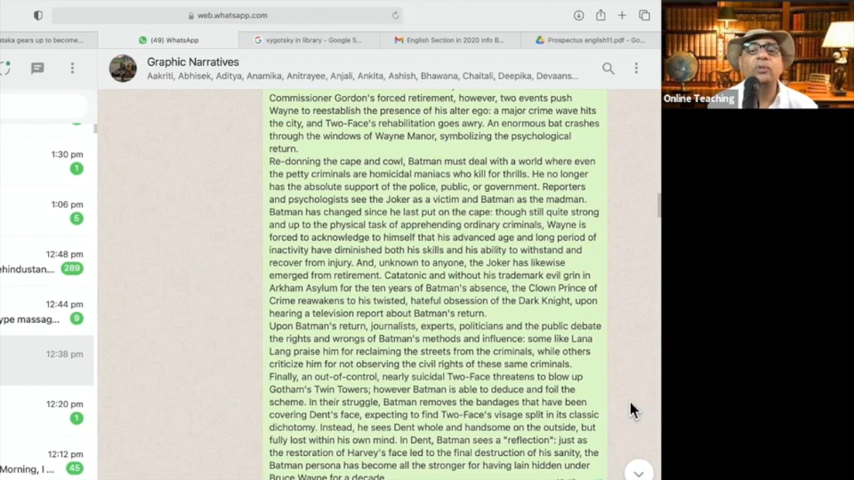 web.whatsapp.com
ataka gears up to become...
(49) WhatsApp
vygotsky in library - Google S...
English Section in 2020 Info B...
Prospectus english11.pdf - Go...
Graphic Narratives
Aakriti, Abhisek, Aditya, Anamika, Anitrayee, Anjali, Ankita, Ashish, Bhawana, Chaitali, Deepika, Devaans...
Online Teaching
1:30 pm
1
1:06 pm
5
12:48 pm
ehindustan...
289
12:44 pm
ype massag...
9
12:38 pm
12:20 pm
1
12:12 pm
Morning, I ...
45
Commissioner Gordon's forced retirement, however, two events push
Wayne to reestablish the presence of his alter ego: a major crime wave hits
the city, and Two-Face's rehabilitation goes awry. An enormous bat crashes
through the windows of Wayne Manor, symbolizing the psychological
return.
Re-donning the cape and cowl, Batman must deal with a world where even
the petty criminals are homicidal maniacs who kill for thrills. He no longer
has the absolute support of the police, public, or government. Reporters
and psychologists see the Joker as a victim and Batman as the madman.
Batman has changed since he last put on the cape: though still quite strong
and up to the physical task of apprehending ordinary criminals, Wayne is
forced to acknowledge to himself that his advanced age and long period of
inactivity have diminished both his skills and his ability to withstand and
recover from injury. And, unknown to anyone, the Joker has likewise
emerged from retirement. Catatonic and without his trademark evil grin in
Arkham Asylum for the ten years of Batman's absence, the Clown Prince of
Crime reawakens to his twisted, hateful obsession of the Dark Knight, upon
hearing a television report about Batman's return.
Upon Batman's return, journalists, experts, politicians and the public debate
the rights and wrongs of Batman's methods and influence: some like Lana
Lang praise him for reclaiming the streets from the criminals, while others
criticize him for not observing the civil rights of these same criminals.
Finally, an out-of-control, nearly suicidal Two-Face threatens to blow up
Gotham's Twin Towers; however Batman is able to deduce and foil the
scheme. In their struggle, Batman removes the bandages that have been
covering Dent's face, expecting to find Two-Face's visage split in its classic
dichotomy. Instead, he sees Dent whole and handsome on the outside, but
fully lost within his own mind. In Dent, Batman sees a "reflection": just as
the restoration of Harvey's face led to the final destruction of his sanity, the
Batman persona has become all the stronger for having lain hidden under
Bruce Wayne for a decade.